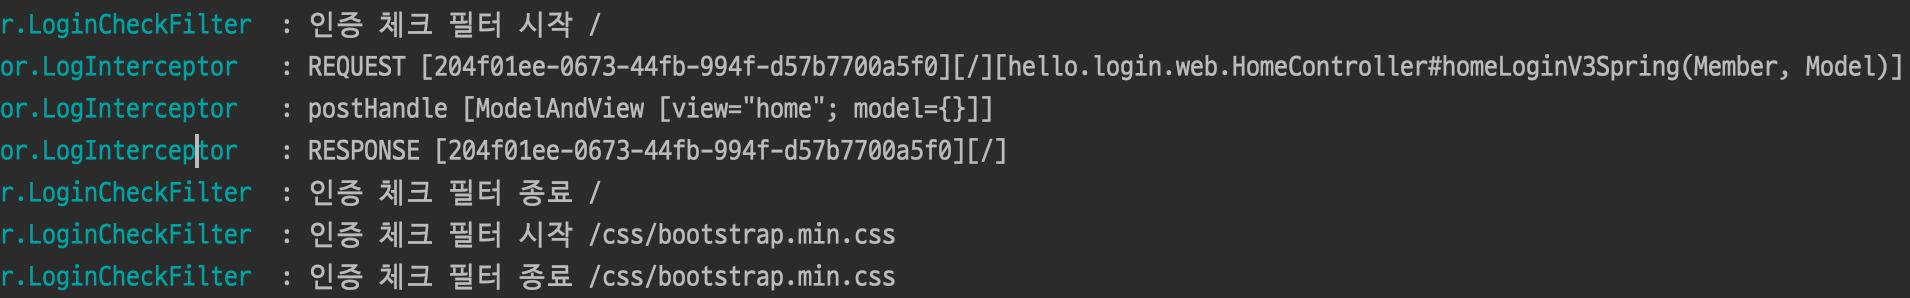 r.LoginCheckFilter : 인증 체크 필터 시작 /
or.LogInterceptor : REQUEST [204f01ee-0673-44fb-994f-d57b7700a5f0][/][hello.login.web.HomeController#homeLoginV3Spring(Member, Model)]
or.LogInterceptor : postHandle [ModelAndView [view="home"; model={}]]
or.LogInterceptor : RESPONSE [204f01ee-0673-44fb-994f-d57b7700a5f0][/]
r.LoginCheckFilter : 인증 체크 필터 종료 /
r.LoginCheckFilter : 인증 체크 필터 시작 /css/bootstrap.min.css
r.LoginCheckFilter : 인증 체크 필터 종료 /css/bootstrap.min.css